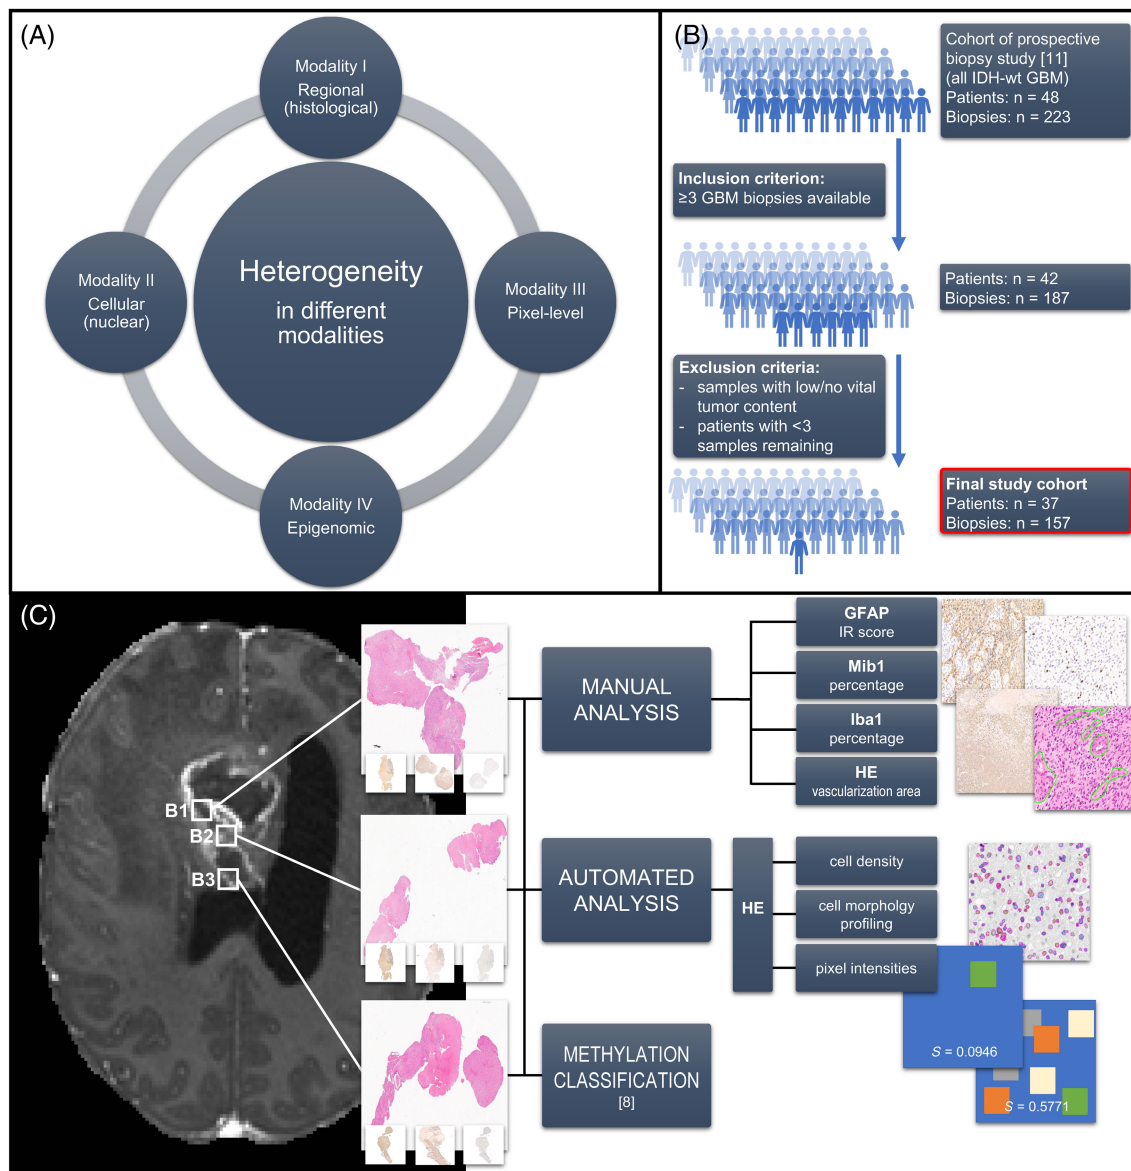 (A)
Modality I
Regional
(histological)
Modality II
Cellular
(nuclear)
Heterogeneity
in different
modalities
Modality III
Pixel-level
Modality IV
Epigenomic
(B)
Cohort of prospective
biopsy study [11]
(all IDH-wt GBM)
Patients: n = 48
Biopsies: n = 223
Inclusion criterion:
≥3 GBM biopsies available
Patients: n = 42
Biopsies: n = 187
Exclusion criteria:
- samples with low/no vital
tumor content
- patients with <3
samples remaining
Final study cohort
Patients: n = 37
Biopsies: n = 157
(C)
B1
B2
B3
MANUAL
ANALYSIS
GFAP
IR score
Mib1
percentage
Iba1
percentage
HE
vascularization area
AUTOMATED
ANALYSIS
HE
cell density
cell morpholgy
profiling
pixel intensities
S = 0.0946
S = 0.5771
METHYLATION
CLASSIFICATION
[8]